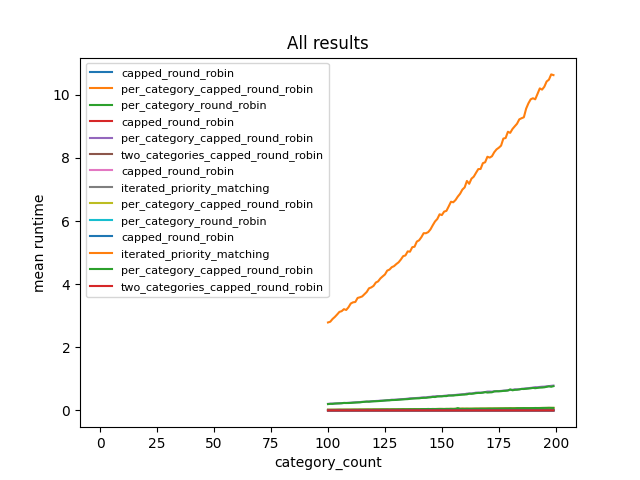 All results
capped_round_robin
per_category_capped_round_robin
per_category_round_robin
capped_round_robin
per_category_capped_round_robin
two_categories_capped_round_robin
capped_round_robin
iterated_priority_matching
per_category_capped_round_robin
per_category_round_robin
capped_round_robin
iterated_priority_matching
per_category_capped_round_robin
two_categories_capped_round_robin
mean runtime
10
8
6
4
2
0
0 25 50 75 100 125 150 175 200
category_count